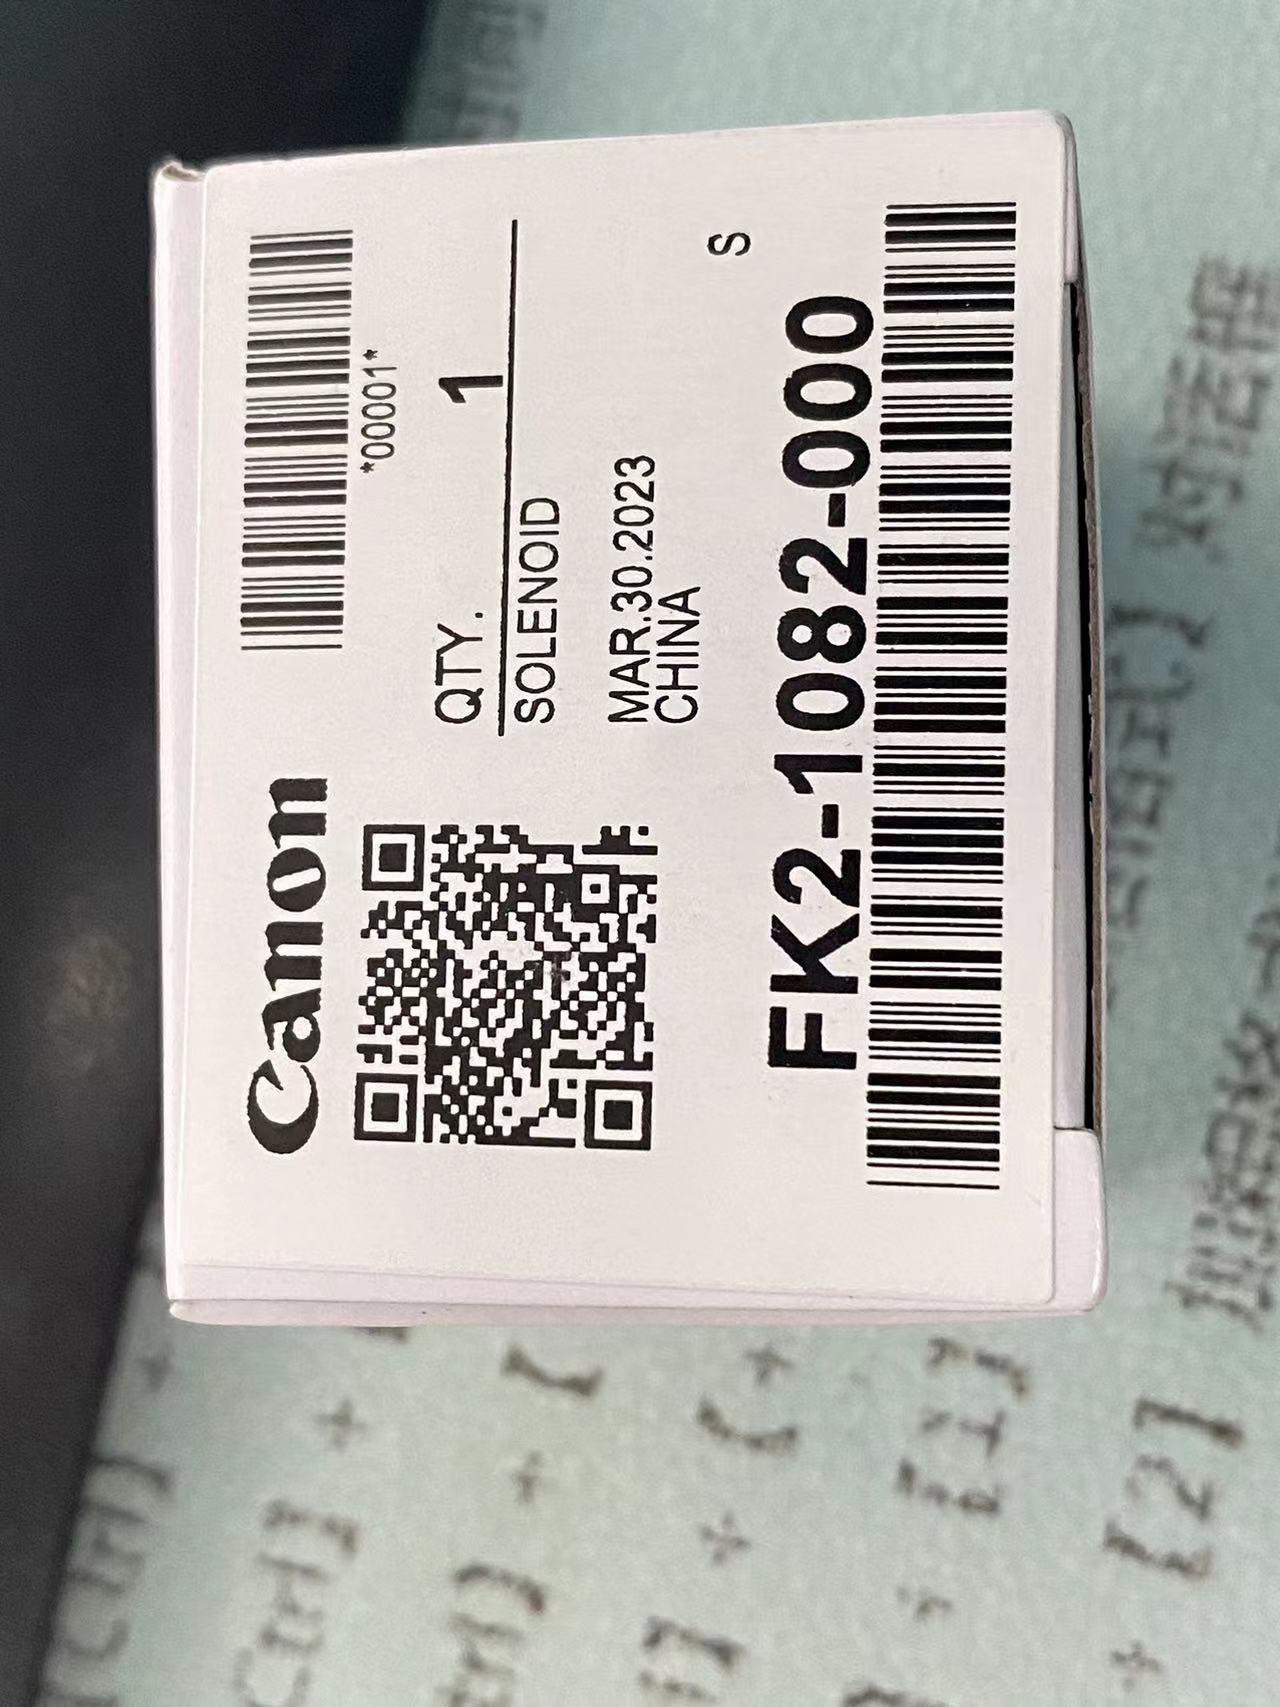 Canon
*00001*
QTY. 1
SOLENOID
MAR.30.2023
CHINA
S
FK2-1082-000